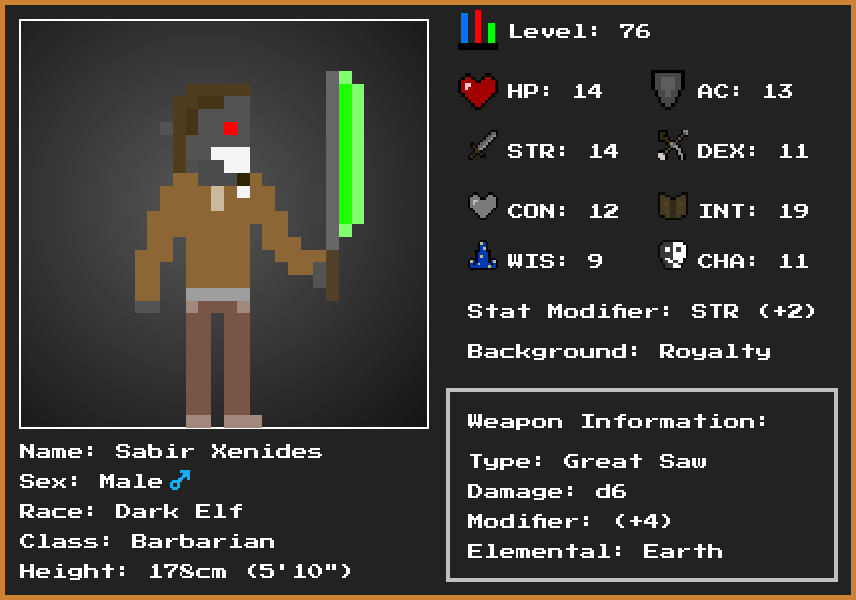 Level: 76
HP: 14 AC: 13
STR: 14 DEX: 11
CON: 12 INT: 19
WIS: 9 CHA: 11
Stat Modifier: STR (+2)
Background: Royalty
Weapon Information:
Type: Great Saw
Damage: d6
Modifier: (+4)
Elemental: Earth
Name: Sabir Xenides
Sex: Male ♂
Race: Dark Elf
Class: Barbarian
Height: 178cm (5'10")